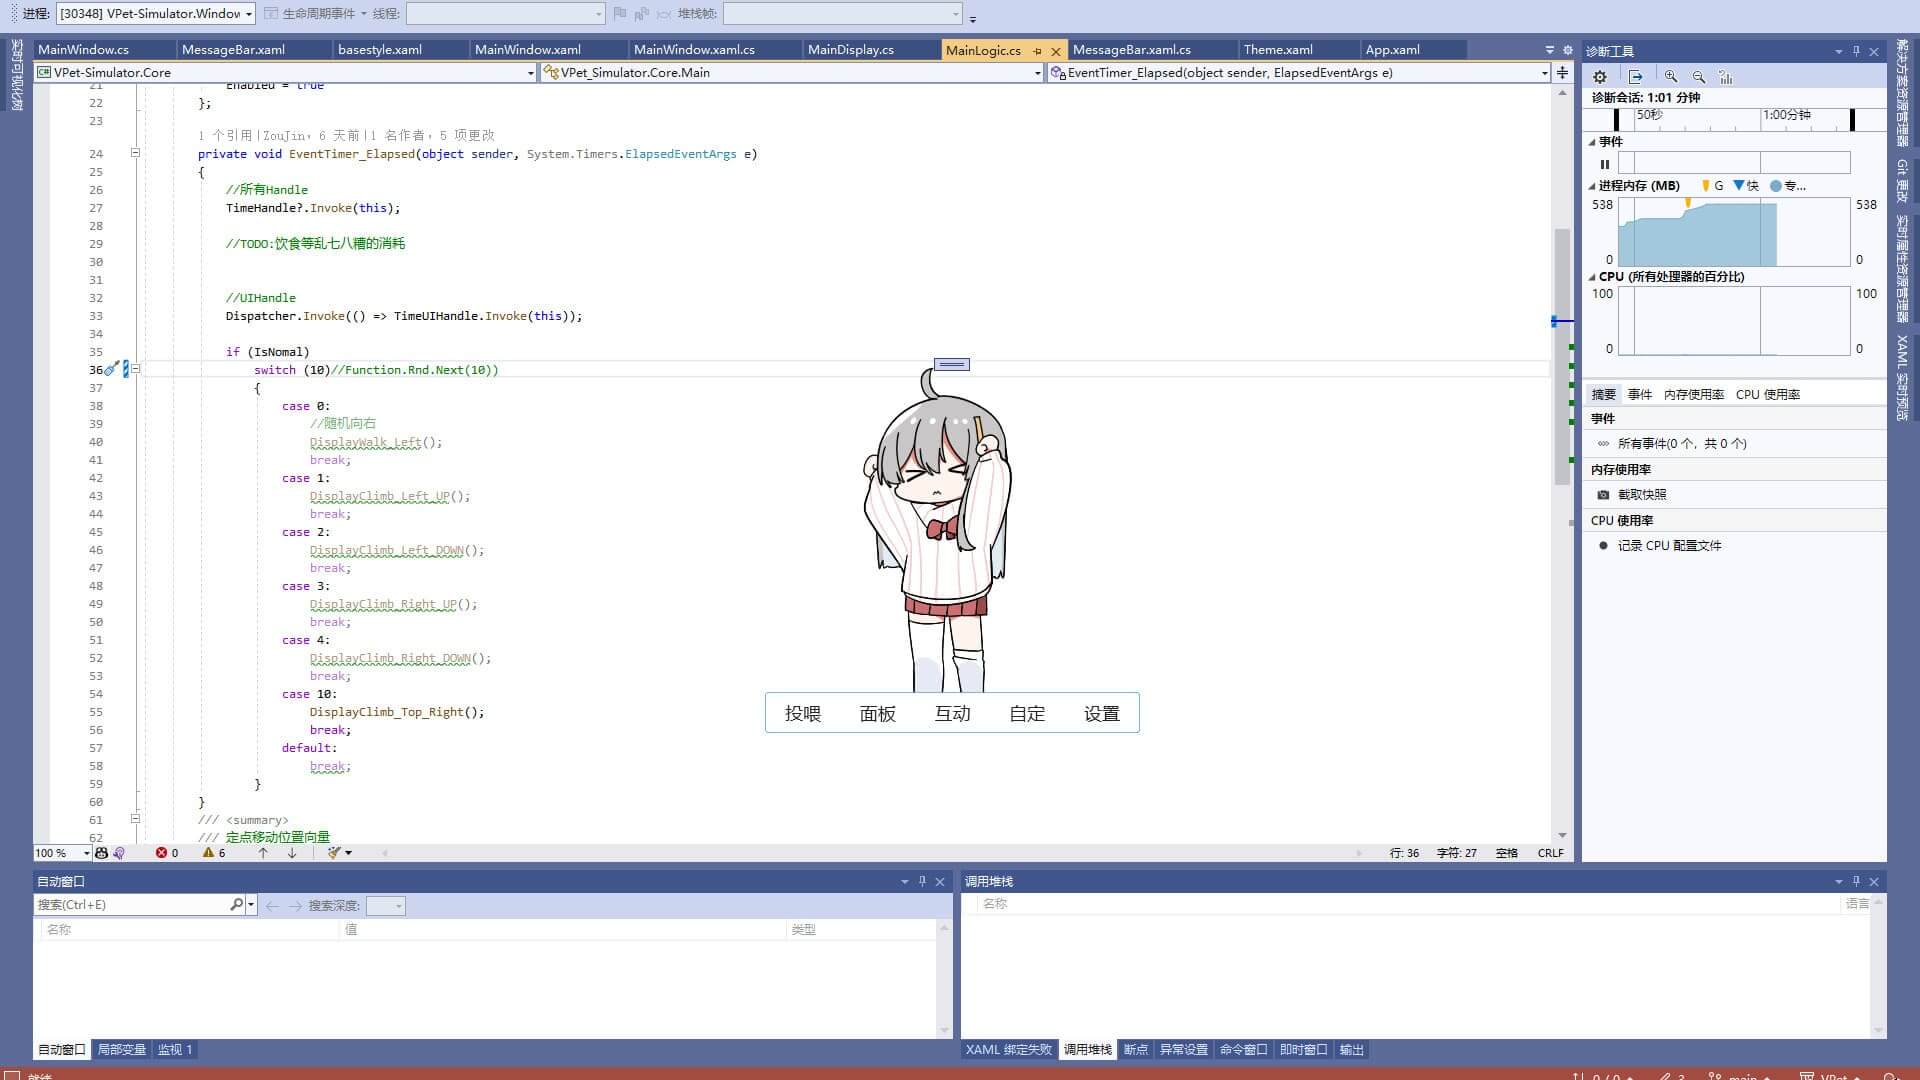 进程: [30348] VPet-Simulator.Window 生命周期事件 线程: 堆栈帧:
MainWindow.cs MessageBar.xaml basestyle.xaml MainWindow.xaml MainWindow.xaml.cs MainDisplay.cs MainLogic.cs MessageBar.xaml.cs Theme.xaml App.xaml
VPet-Simulator.Core VPet_Simulator.Core.Main EventTimer_Elapsed(object sender, ElapsedEventArgs e)
21 Enabled = true
22 };
23
1 个引用|ZouJin，6 天前|1 名作者，5 项更改
24 private void EventTimer_Elapsed(object sender, System.Timers.ElapsedEventArgs e)
25 {
26 //所有Handle
27 TimeHandle?.Invoke(this);
28
29 //TODO:饮食等乱七八糟的消耗
30
31
32 //UIHandle
33 Dispatcher.Invoke(() => TimeUIHandle.Invoke(this));
34
35 if (IsNomal)
36 switch (10)//Function.Rnd.Next(10))
37 {
38 case 0:
39 //随机向右
40 DisplayWalk_Left();
41 break;
42 case 1:
43 DisplayClimb_Left_UP();
44 break;
45 case 2:
46 DisplayClimb_Left_DOWN();
47 break;
48 case 3:
49 DisplayClimb_Right_UP();
50 break;
51 case 4:
52 DisplayClimb_Right_DOWN();
53 break;
54 case 10:
55 DisplayClimb_Top_Right();
56 break;
57 default:
58 break;
59 }
60 }
61 /// <summary>
62 /// 定点移动位置向量
投喂 面板 互动 自定 设置
100 % 0 6 行: 36 字符: 27 空格 CRLF
诊断工具
诊断会话: 1:01 分钟
50秒 1:00分钟
事件
进程内存 (MB) G 快 专...
538 538
0 0
CPU (所有处理器的百分比)
100 100
0 0
摘要 事件 内存使用率 CPU 使用率
事件
所有事件(0 个，共 0 个)
内存使用率
截取快照
CPU 使用率
记录 CPU 配置文件
实时可视化树
解决方案资源管理器
Git 更改
实时属性资源管理器
XAML 实时预览
自动窗口
搜索(Ctrl+E) 搜索深度:
名称 值 类型
自动窗口 局部变量 监视 1
调用堆栈
名称 语言
XAML 绑定失败 调用堆栈 断点 异常设置 命令窗口 即时窗口 输出
就绪 0 / 0 3 main VPet